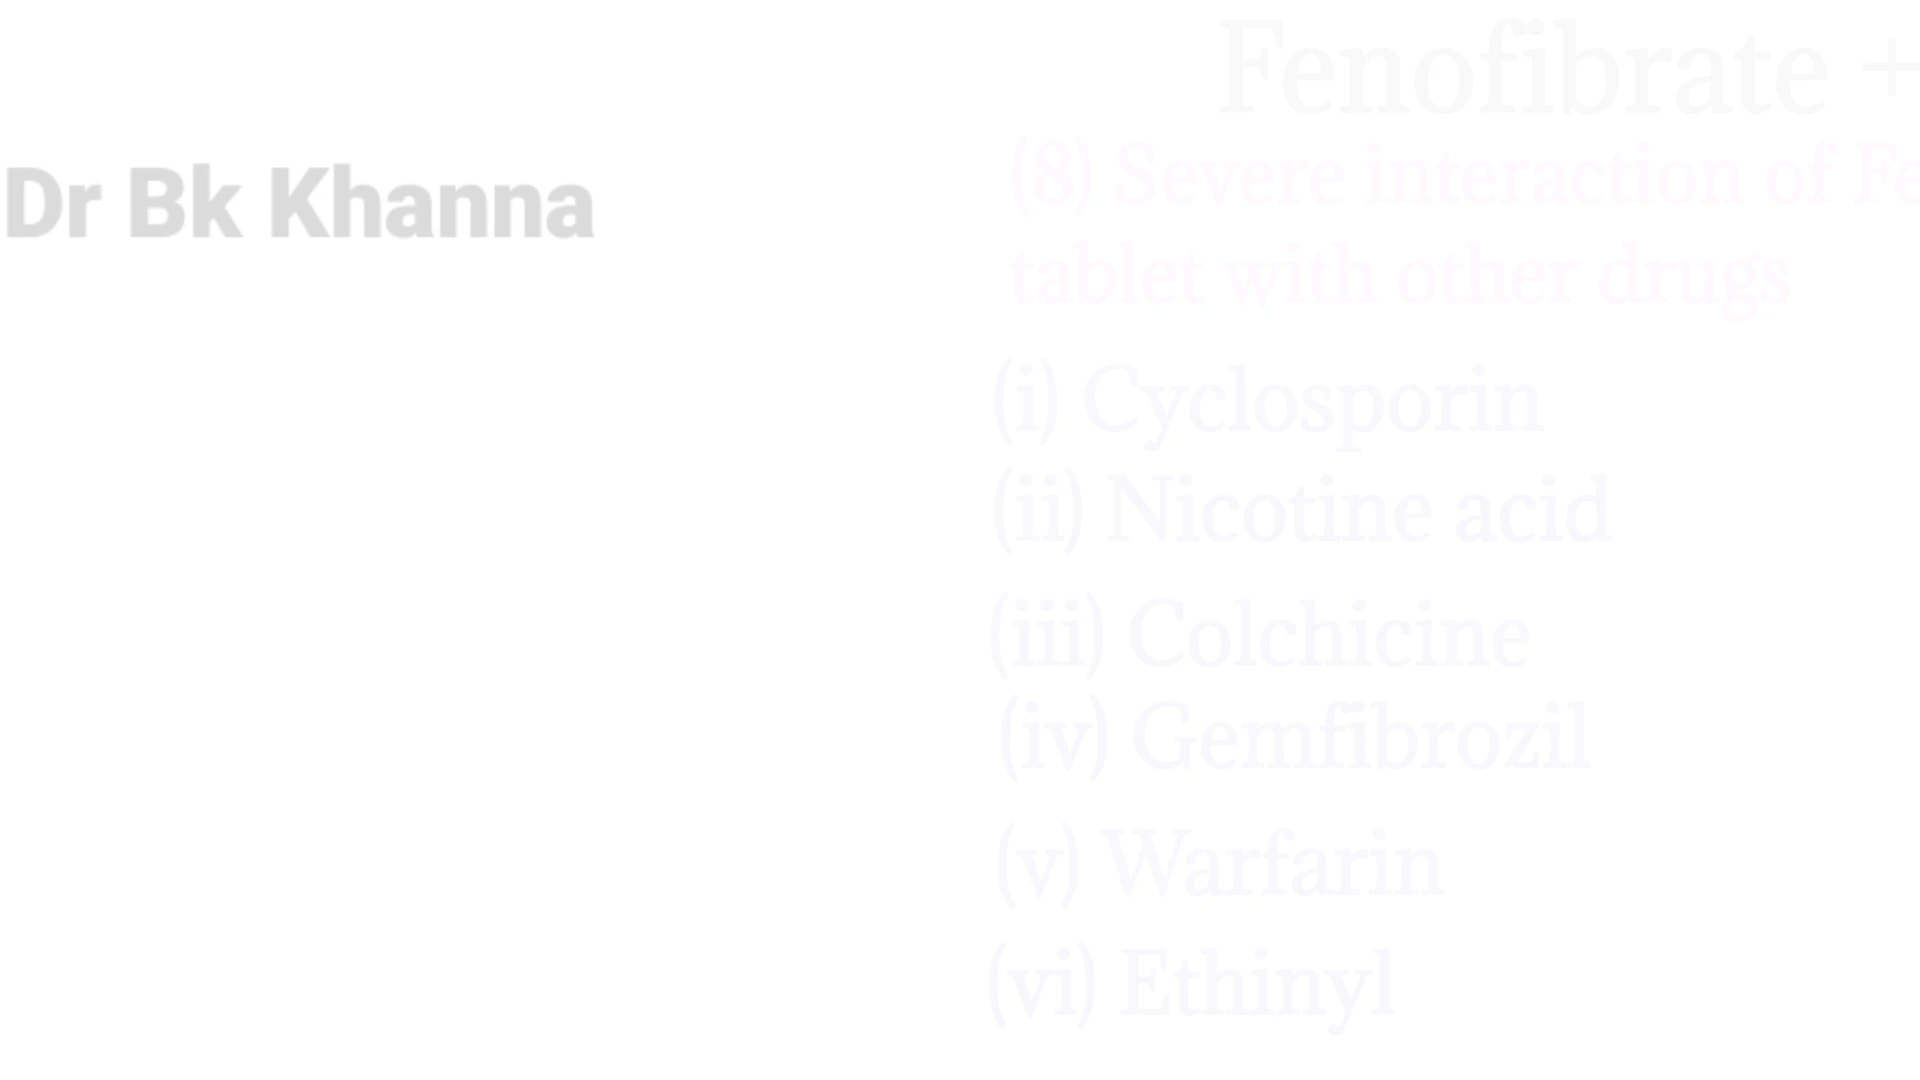 Fenofibrate +
Dr Bk Khanna
(8) Severe interaction of Fe
tablet with other drugs
(i) Cyclosporin
(ii) Nicotine acid
(iii) Colchicine
(iv) Gemfibrozil
(v) Warfarin
(vi) Ethinyl